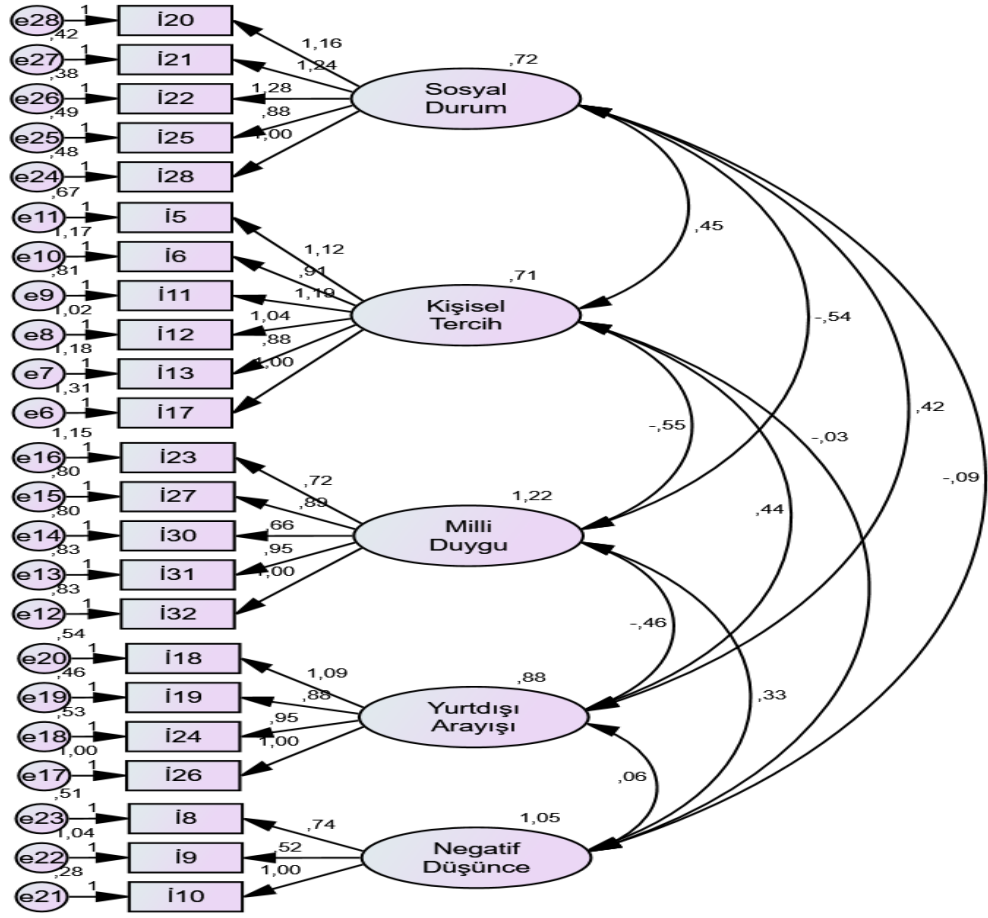 e28 1 İ20
,42
1,16
e27 1 İ21
,38
1,24
,72
e26 1 İ22
,49
1,28
Sosyal
Durum
e25 1 İ25
,48
,88
e24 1 İ28
,67
1,00
e11 1 İ5
1,17
,45
1,12
e10 1 İ6
,81
,91
,71
e9 1 İ11
1,02
1,19
Kişisel
Tercih
-,54
e8 1 İ12
1,18
1,04
e7 1 İ13
1,31
,88
e6 1 İ17
1,15
1,00
,42
-,55
-,03
e16 1 İ23
,80
,72
-,09
e15 1 İ27
,80
,89
1,22
,44
e14 1 İ30
,83
,66
Milli
Duygu
e13 1 İ31
,83
,95
e12 1 İ32
,54
1,00
-,46
e20 1 İ18
,46
1,09
,88
e19 1 İ19
,53
,88
,33
e18 1 İ24
1,00
,95
Yurtdışı
Arayışı
e17 1 İ26
,51
1,00
,06
e23 1 İ8
1,04
,74
1,05
e22 1 İ9
,28
,52
Negatif
Düşünce
e21 1 İ10
1,00